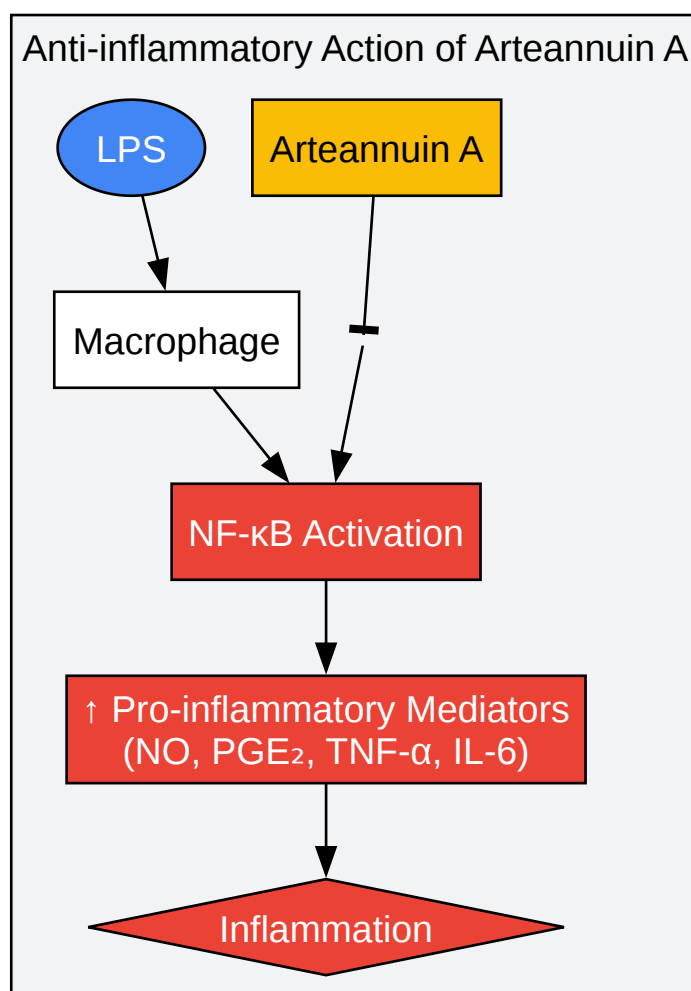 Anti-inflammatory Action of Arteannuin A
LPS
Arteannuin A
Macrophage
NF-κB Activation
↑ Pro-inflammatory Mediators
(NO, PGE₂, TNF-α, IL-6)
Inflammation